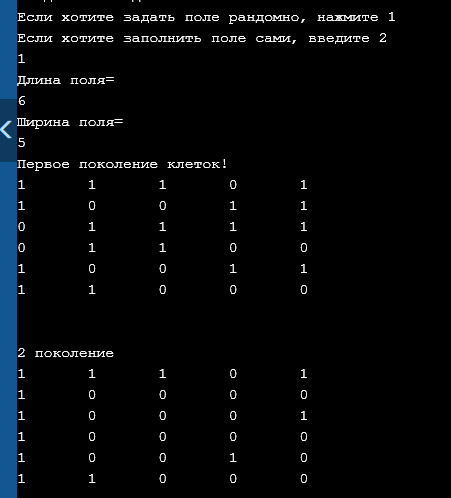 Если хотите задать поле рандомно, нажмите 1
Если хотите заполнить поле сами, введите 2
1
Длина поля=
6
Ширина поля=
5
Первое поколение клеток!
1 1 1 0 1
1 0 0 1 1
0 1 1 1 1
0 1 1 0 0
1 0 0 1 1
1 1 0 0 0
2 поколение
1 1 1 0 1
1 0 0 0 0
1 0 0 0 1
1 0 0 0 0
1 0 0 1 0
1 1 0 0 0